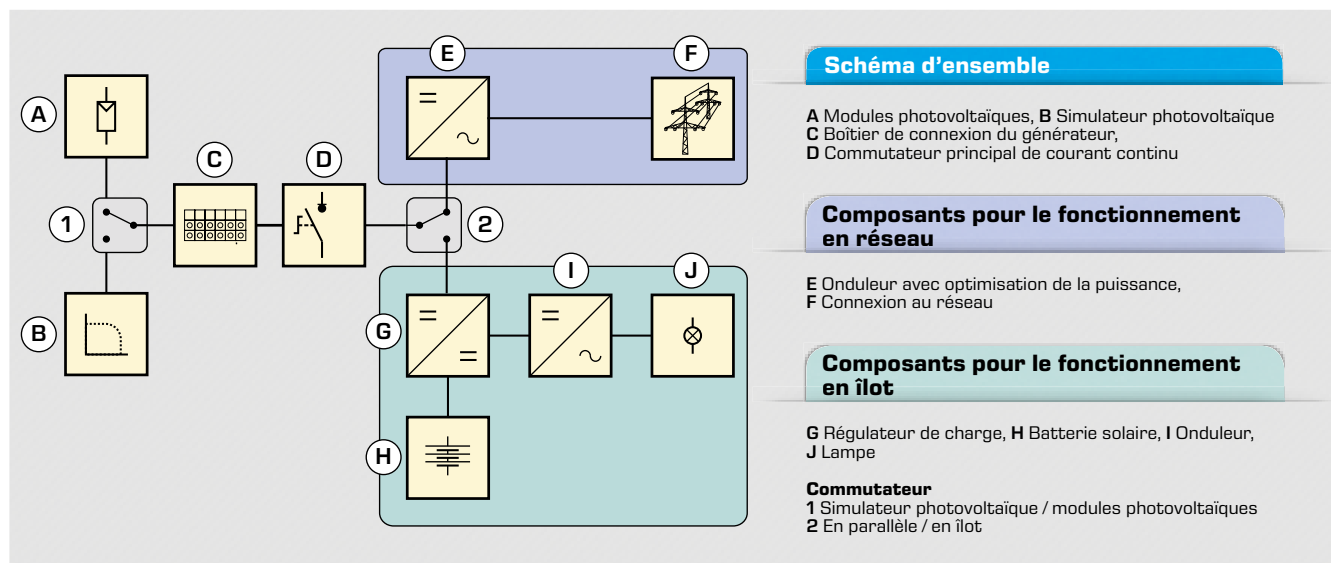 A
B
C
D
E
F
G
H
I
J
1
2
Schéma d'ensemble
A Modules photovoltaïques, B Simulateur photovoltaïque
C Boîtier de connexion du générateur,
D Commutateur principal de courant continu
Composants pour le fonctionnement
en réseau
E Onduleur avec optimisation de la puissance,
F Connexion au réseau
Composants pour le fonctionnement
en îlot
G Régulateur de charge, H Batterie solaire, I Onduleur,
J Lampe
Commutateur
1 Simulateur photovoltaïque / modules photovoltaïques
2 En parallèle / en îlot